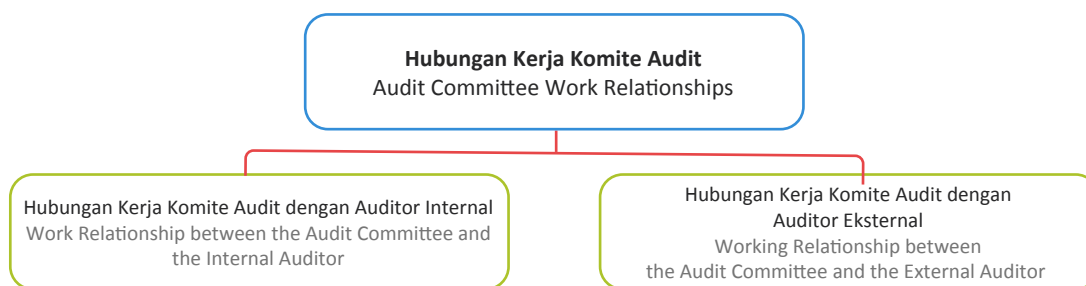 Hubungan Kerja Komite Audit
Audit Committee Work Relationships
Hubungan Kerja Komite Audit dengan Auditor Internal
Work Relationship between the Audit Committee and
the Internal Auditor
Hubungan Kerja Komite Audit dengan
Auditor Eksternal
Working Relationship between
the Audit Committee and the External Auditor